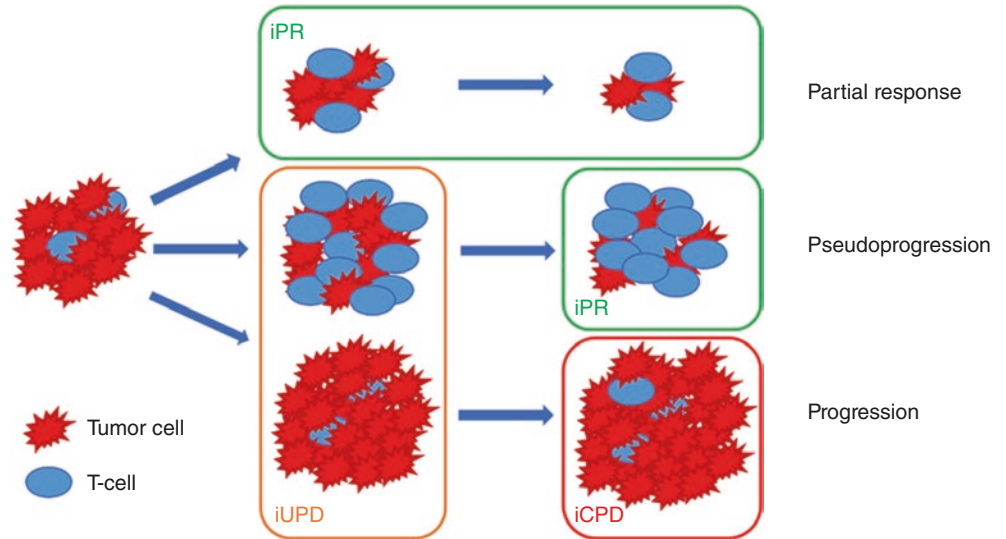 iPR
Partial response
Pseudoprogression
iPR
Progression
Tumor cell
T-cell
iUPD
iCPD